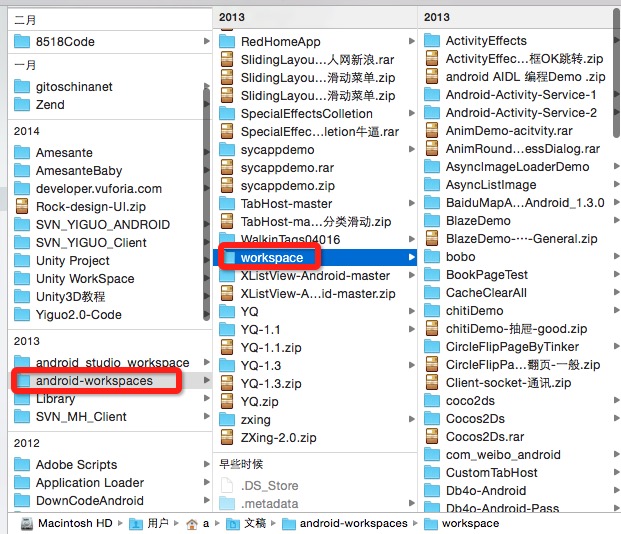 二月
8518Code
一月
gitoschinanet
Zend
2014
Amesante
AmesanteBaby
developer.vuforia.com
Rock-design-UI.zip
SVN_YIGUO_ANDROID
SVN_YIGUO_Client
Unity Project
Unity WorkSpace
Unity3D教程
Yiguo2.0-Code
2013
android_studio_workspace
android-workspaces
Library
SVN_MH_Client
2012
Adobe Scripts
Application Loader
DownCodeAndroid
2013
RedHomeApp
SlidingLayou…人网新浪.rar
SlidingLayou…滑动菜单.zip
SlidingLayou…滑动菜单.zip
SpecialEffectsColletion
SpecialEffect…letion牛逼.rar
sycappdemo
sycappdemo.rar
sycappdemo.zip
TabHost-master
TabHost-ma…分类滑动.zip
WalkinTags04016
workspace
XListView-Android-master
XListView-A…id-master.zip
YQ
YQ-1.1
YQ-1.1.zip
YQ-1.3
YQ-1.3.zip
YQ.zip
zxing
ZXing-2.0.zip
早些时候
.DS_Store
.metadata
2013
ActivityEffects
ActivityEffec…框OK跳转.zip
android AIDL 编程Demo .zip
Android-Activity-Service-1
Android-Activity-Service-2
AnimDemo-acitivity.rar
AnimRound…essDialog.rar
AsyncImageLoaderDemo
AsyncListImage
BaiduMapA…Android_1.3.0
BlazeDemo
BlazeDemo-…-General.zip
bobo
BookPageTest
CacheClearAll
chitiDemo
chitiDemo-抽屉-good.zip
CircleFlipPageByTinker
CircleFlipPa…翻页-一般.zip
Client-socket-通讯.zip
coco2ds
Cocos2Ds
Cocos2Ds.rar
com_weibo_android
CustomTabHost
Db4o-Android
Db4o-Android-Pass
Macintosh HD ▸ 用户 ▸ a ▸ 文稿 ▸ android-workspaces ▸ workspace